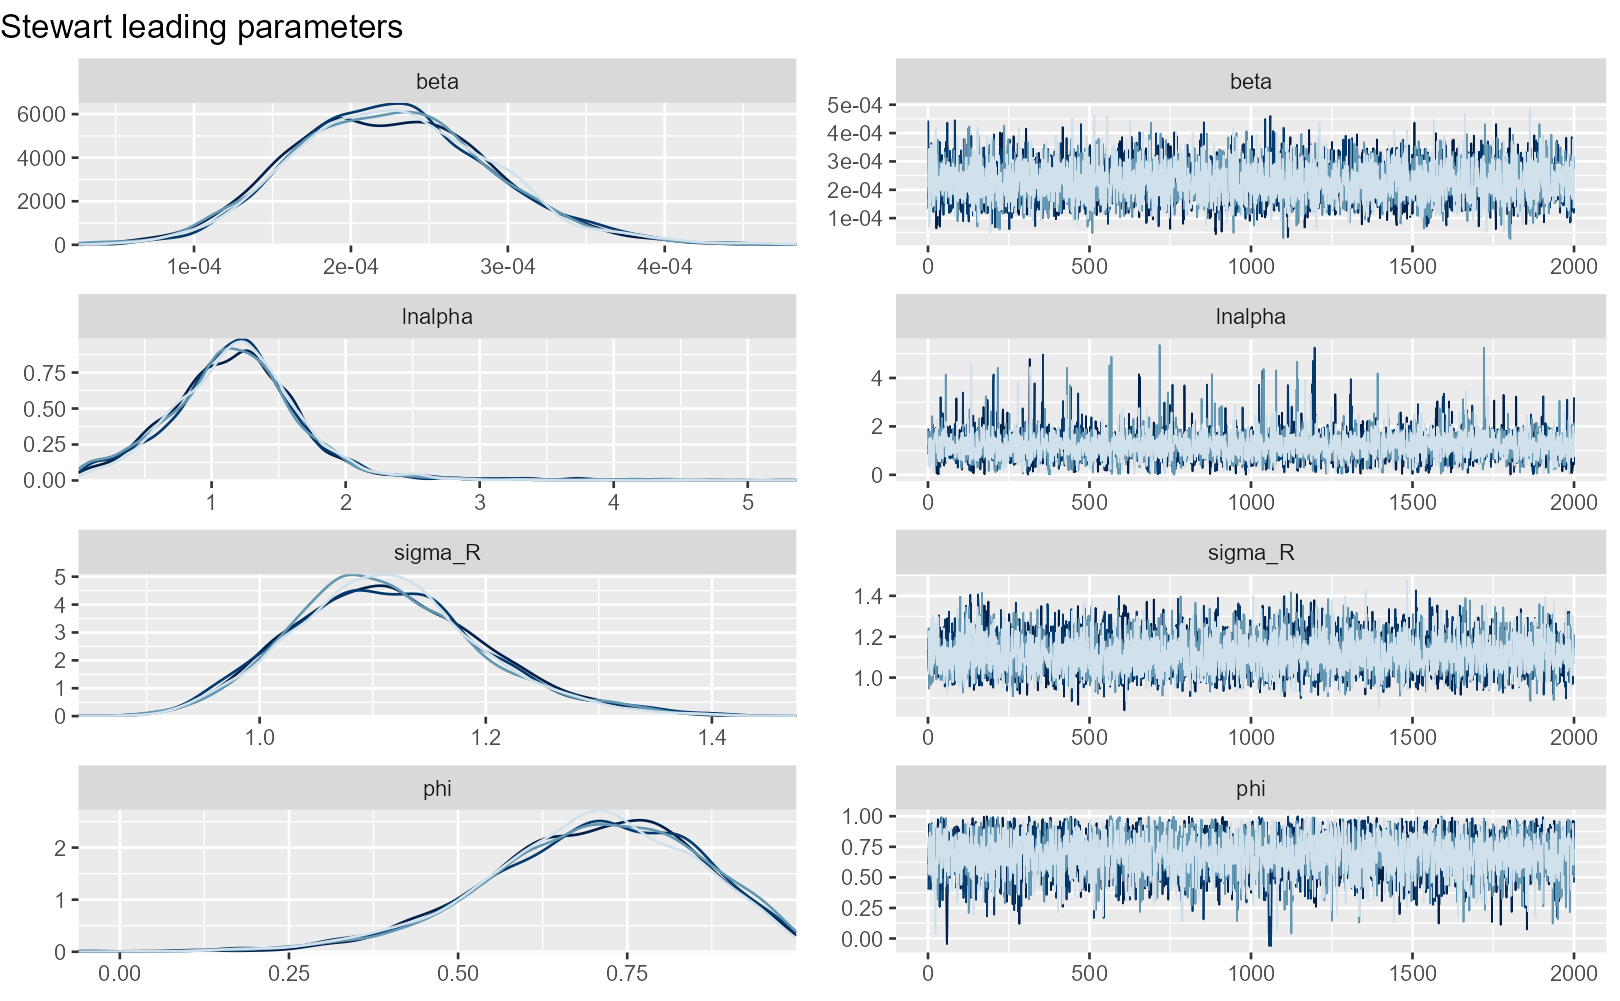 Stewart leading parameters
beta
6000
4000
2000
0
1e-04 2e-04 3e-04 4e-04
beta
5e-04
4e-04
3e-04
2e-04
1e-04
0 500 1000 1500 2000
lnalpha
0.75
0.50
0.25
0.00
1 2 3 4 5
lnalpha
4
2
0
0 500 1000 1500 2000
sigma_R
5
4
3
2
1
0
1.0 1.2 1.4
sigma_R
1.4
1.2
1.0
0 500 1000 1500 2000
phi
2
1
0
0.00 0.25 0.50 0.75
phi
1.00
0.75
0.50
0.25
0.00
0 500 1000 1500 2000